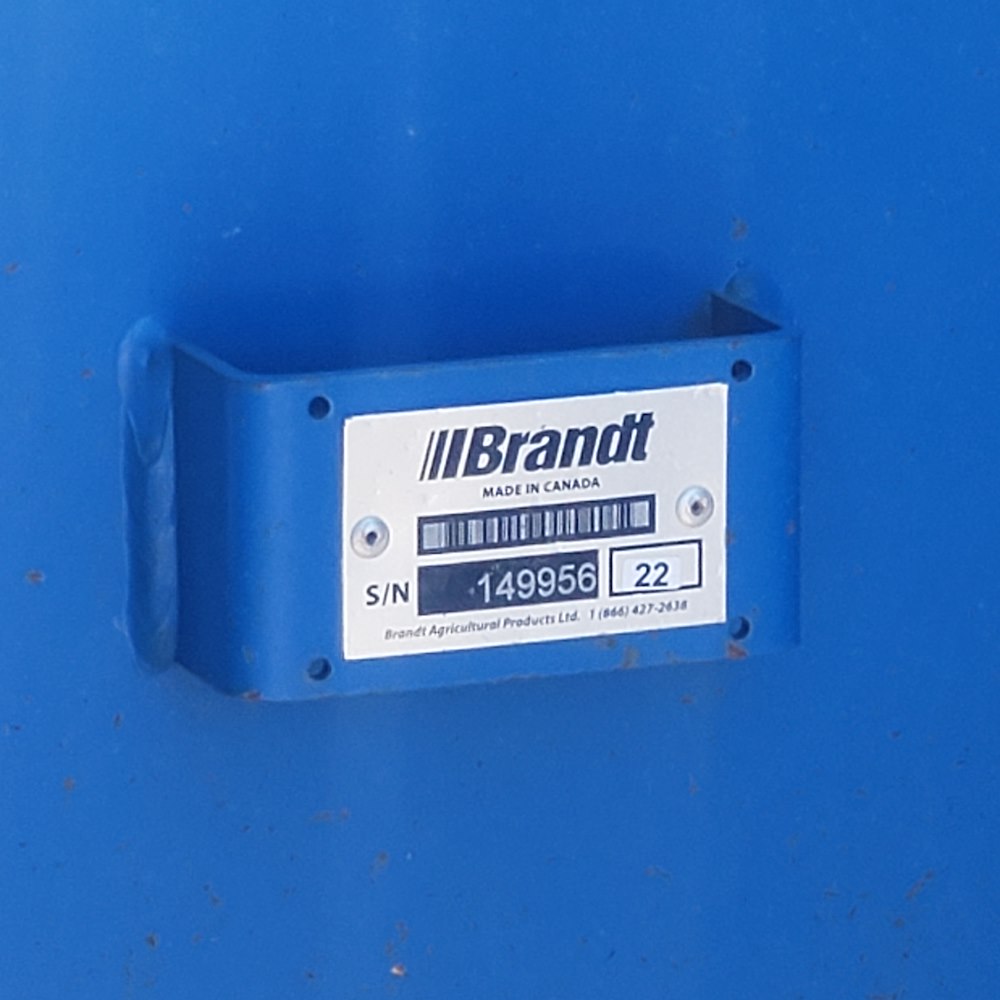 Brandt
MADE IN CANADA
S/N 149956 22
Brandt Agricultural Products Ltd. 1 (866) 427-2638